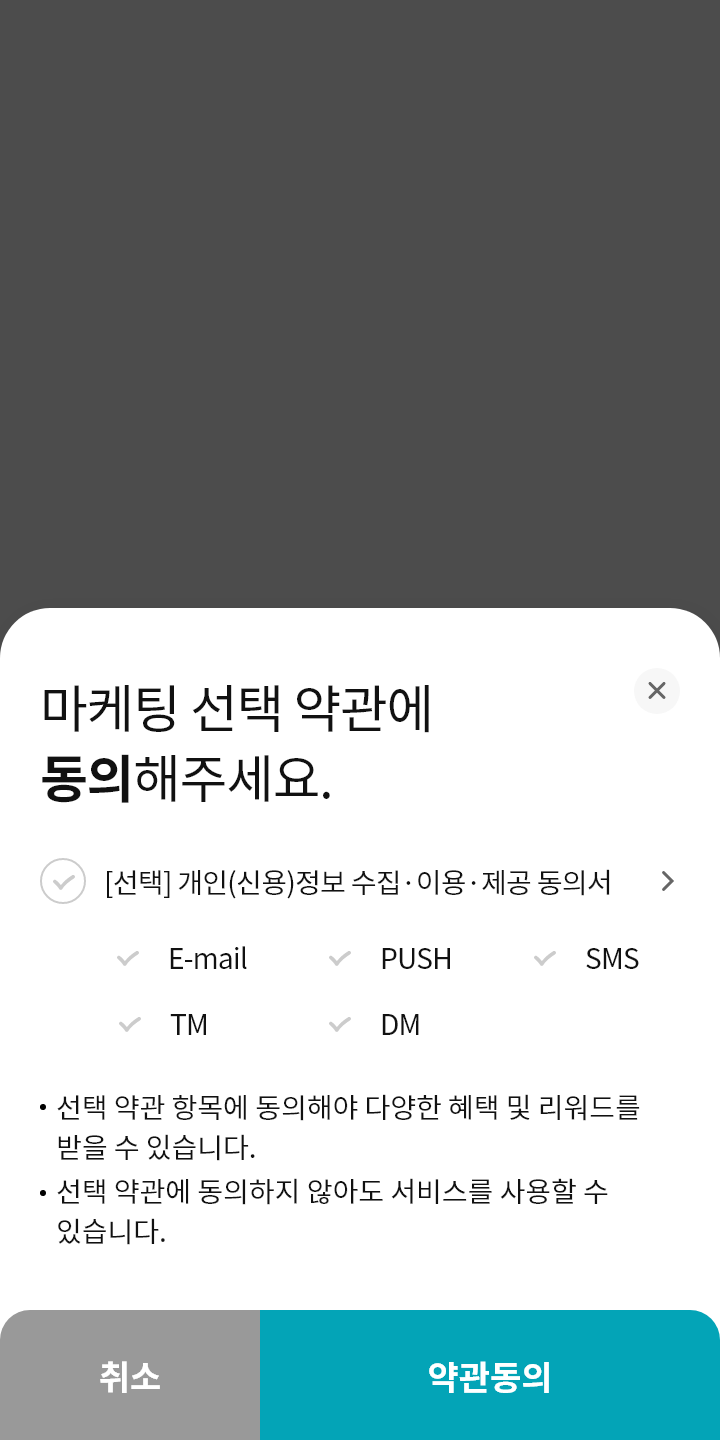 마케팅 선택 약관에
동의해주세요.
[선택] 개인(신용)정보 수집·이용·제공 동의서
E-mail PUSH SMS
TM DM
• 선택 약관 항목에 동의해야 다양한 혜택 및 리워드를
받을 수 있습니다.
• 선택 약관에 동의하지 않아도 서비스를 사용할 수
있습니다.
취소 약관동의